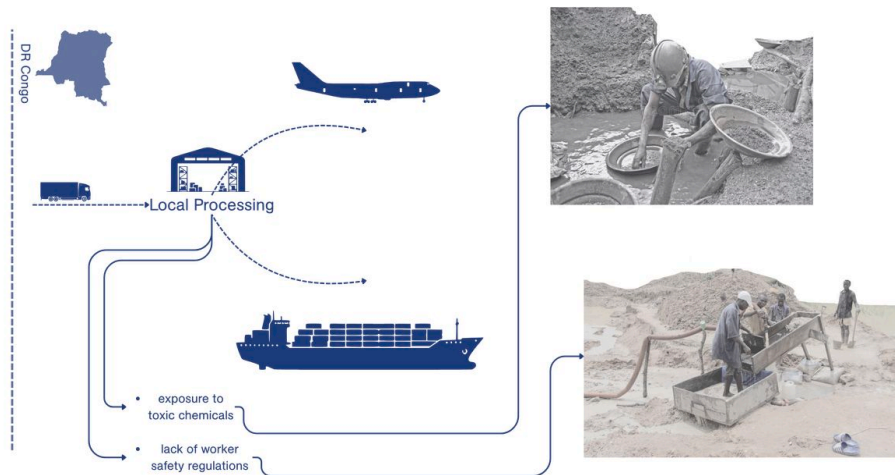 DR Congo
Local Processing
• exposure to
toxic chemicals
• lack of worker
safety regulations